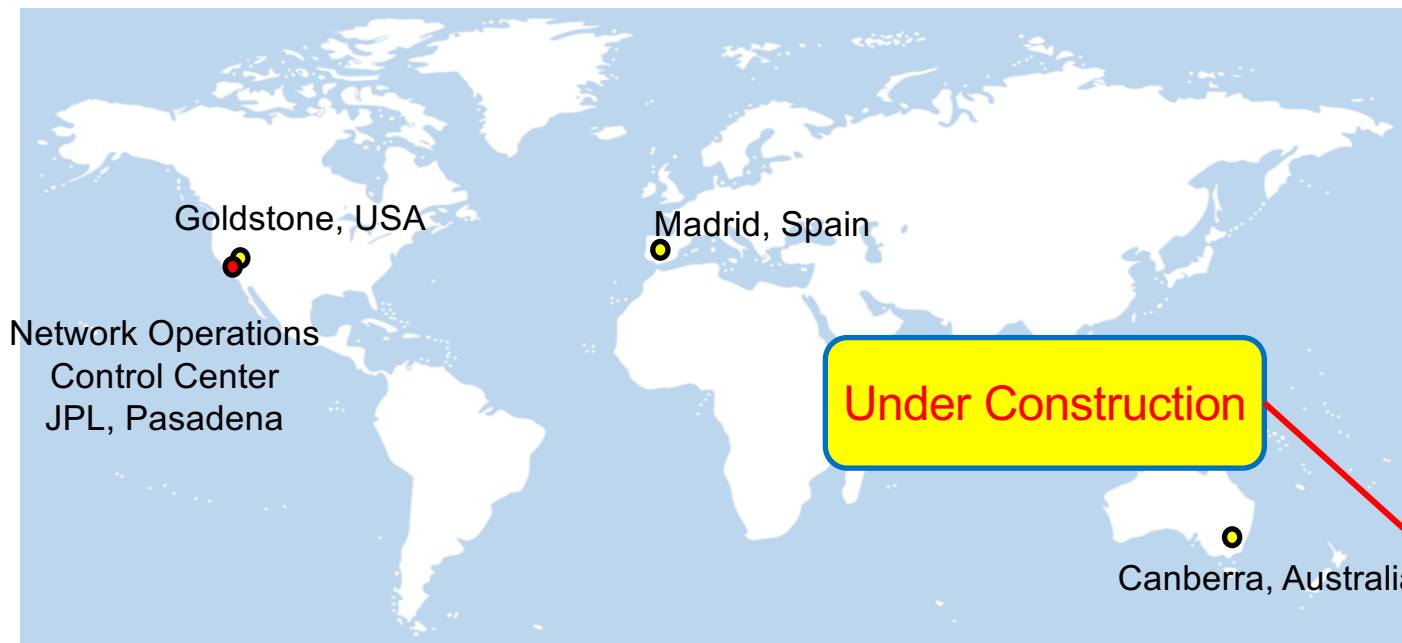 Goldstone, USA
Madrid, Spain
Network Operations
Control Center
JPL, Pasadena
Under Construction
Canberra, Australia